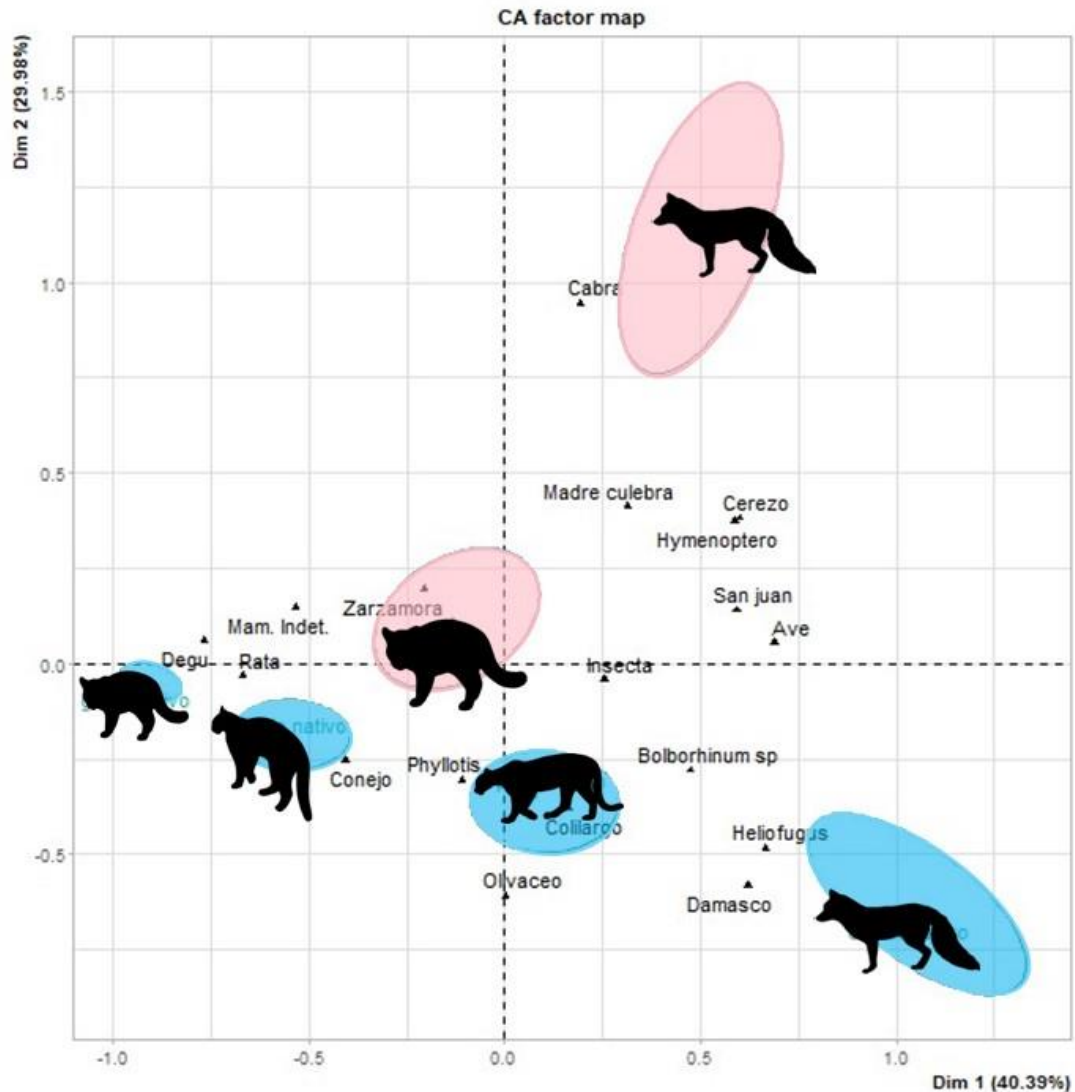 CA factor map
Dim 2 (29.98%)
1.5
1.0
0.5
0.0
-0.5
Cabra
Madre culebra
Cerezo
Hymenoptero
San juan
Zarzamora
Mam. Indet.
Ave
Degu
Rata
Insecta
nativo
Phyllotis
Bolborhinum sp
Conejo
Colilargo
Heliofugus
Olivaceo
Damasco
-1.0
-0.5
0.0
0.5
1.0
Dim 1 (40.39%)